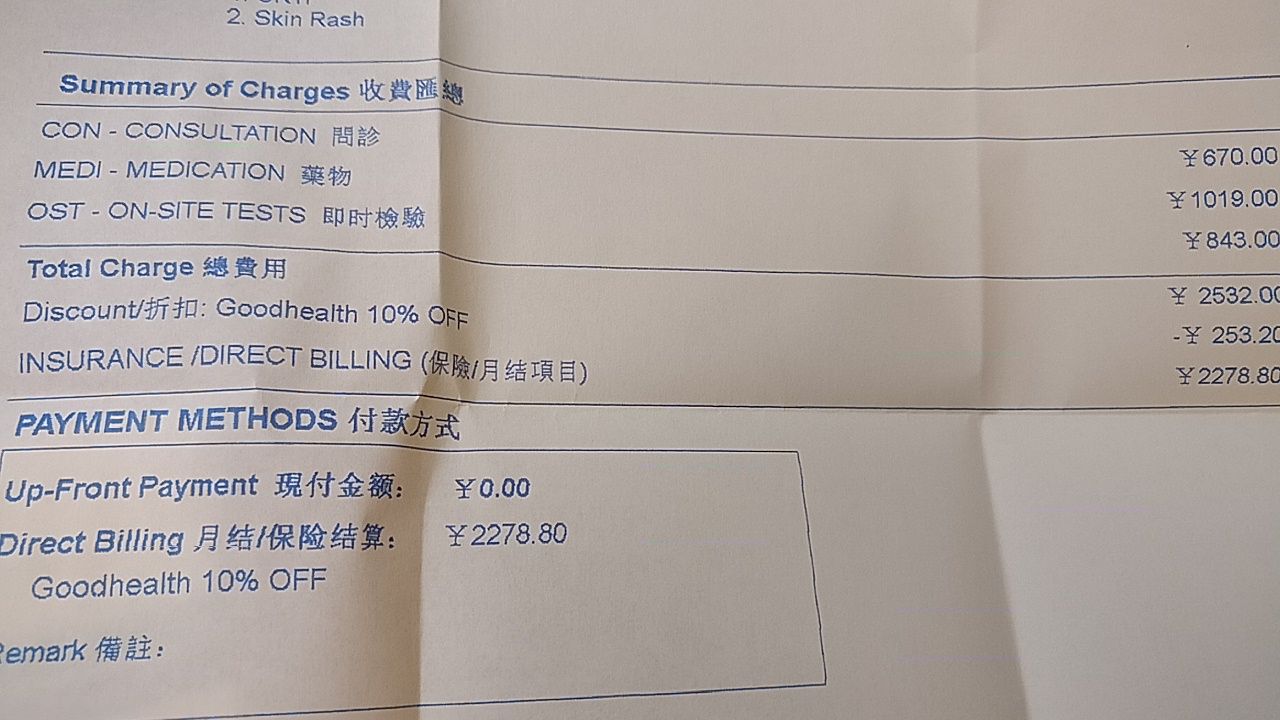 2. Skin Rash
Summary of Charges 收費匯總
CON - CONSULTATION 問診 ¥670.00
MEDI - MEDICATION 藥物 ¥1019.00
OST - ON-SITE TESTS 即时檢驗 ¥843.00
Total Charge 總費用 ¥ 2532.00
Discount/折扣: Goodhealth 10% OFF -¥ 253.20
INSURANCE /DIRECT BILLING (保險/月结項目) ¥2278.80
PAYMENT METHODS 付款方式
Up-Front Payment 現付金额: ¥0.00
Direct Billing 月结/保险结算: ¥2278.80
Goodhealth 10% OFF
Remark 備註: